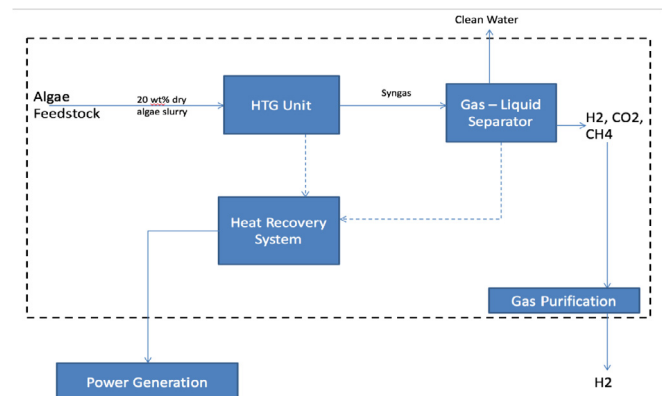 Clean Water
Algae
Feedstock
20 wt% dry
algae slurry
HTG Unit
Syngas
Gas – Liquid
Separator
H2, CO2,
CH4
Heat Recovery
System
Gas Purification
Power Generation
H2